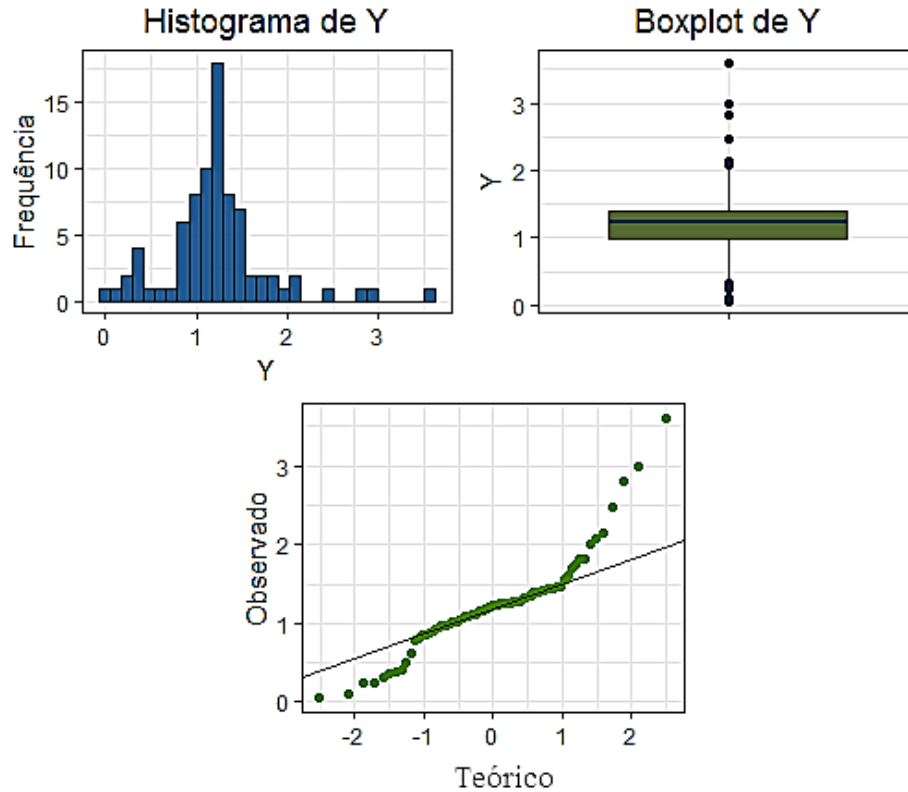 Histograma de Y
Frequência
15
10
5
0
0 1 2 3
Y
Boxplot de Y
Y
3
2
1
0
Observado
3
2
1
0
-2 -1 0 1 2
Teórico